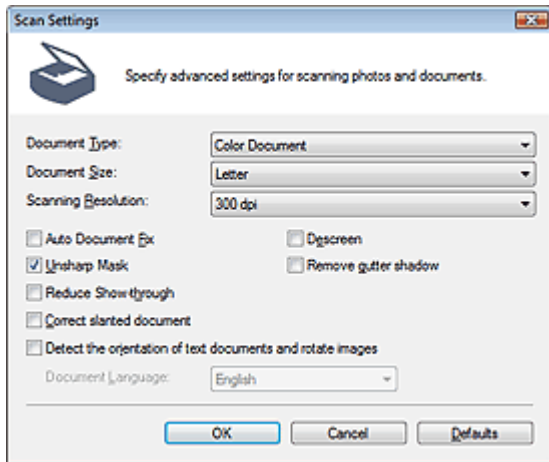 Scan Settings
Specify advanced settings for scanning photos and documents.
Document Type: Color Document
Document Size: Letter
Scanning Resolution: 300 dpi
Auto Document Fix Descreen
Unsharp Mask Remove gutter shadow
Reduce Show-through
Correct slanted document
Detect the orientation of text documents and rotate images
Document Language: English
OK Cancel Defaults